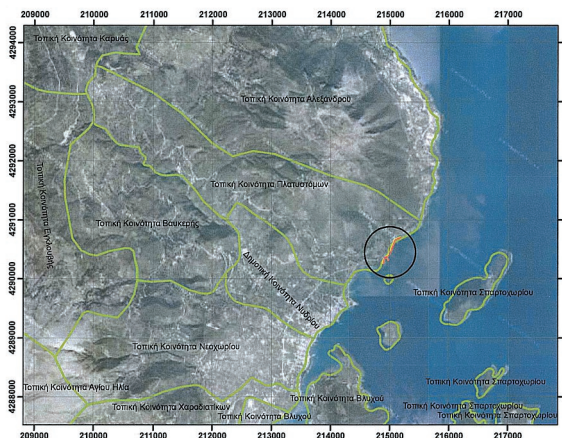 209000 210000 211000 212000 213000 214000 215000 216000 217000
4294000
4293000
4292000
4291000
4290000
4289000
4288000
Τοπική Κοινότητα Καρυάς
Τοπική Κοινότητα Αλεξάνδρου
Τοπική Κοινότητα Πλατυστόμων
Τοπική Κοινότητα Εγκλουβής
Τοπική Κοινότητα Βαυκερής
Δημοτική Κοινότητα Νυδριού
Τοπική Κοινότητα Σπαρτοχωρίου
Τοπική Κοινότητα Νεοχωρίου
Τοπική Κοινότητα Αγίου Ηλία
Τοπική Κοινότητα Σπαρτοχωρίου
Τοπική Κοινότητα Βλυχού
Τοπική Κοινότητα Χαραδιατίκων
Τοπική Κοινότητα Σπαρτοχωρίου
Τοπική Κοινότητα Βλυχού
Τοπική Κοινότητα Σπαρτοχωρίου
209000 210000 211000 212000 213000 214000 215000 216000 217000